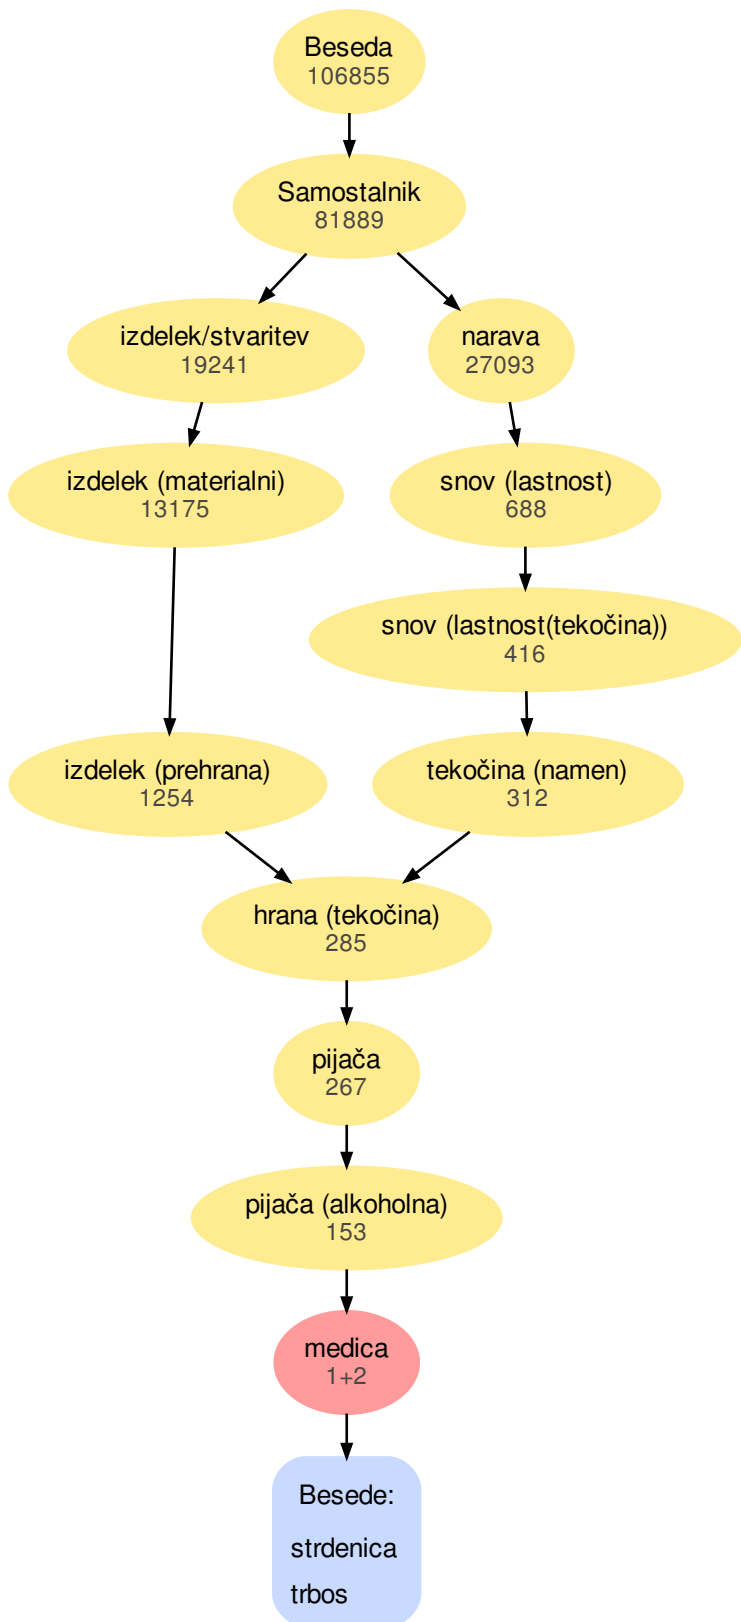 Beseda
106855
Samostalnik
81889
izdelek/stvaritev
19241
narava
27093
izdelek (materialni)
13175
snov (lastnost)
688
snov (lastnost(tekočina))
416
izdelek (prehrana)
1254
tekočina (namen)
312
hrana (tekočina)
285
pijača
267
pijača (alkoholna)
153
medica
1+2
Besede:
strdenica
trbos